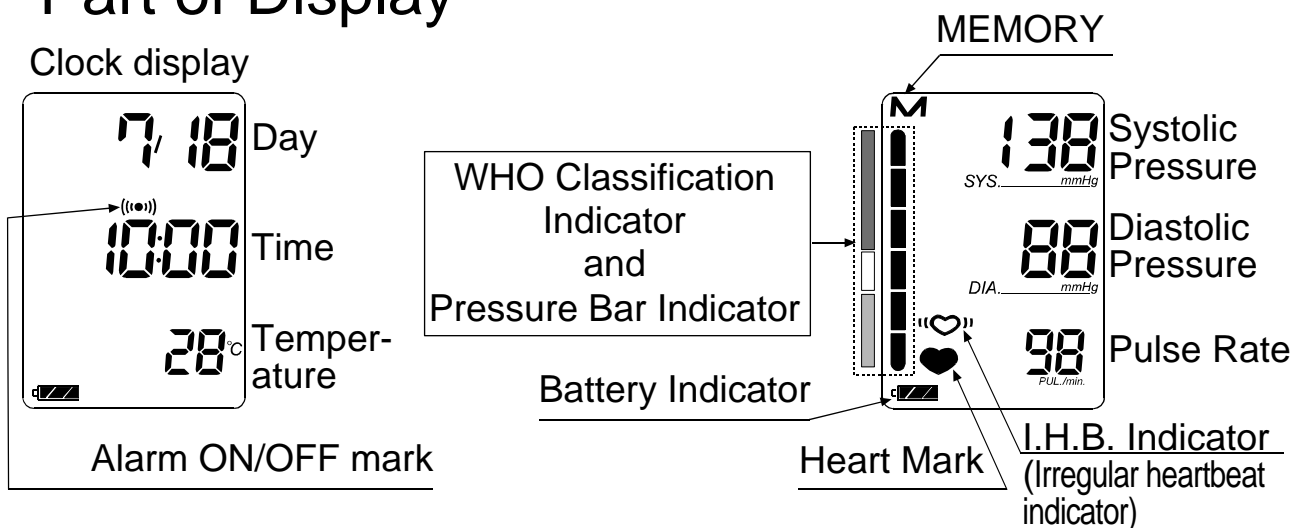 Part of Display
Clock display
7/18
Day
10:00
Time
28°C
Temper-
ature
Alarm ON/OFF mark
MEMORY
M
WHO Classification
Indicator
and
Pressure Bar Indicator
138
SYS. mmHg
Systolic
Pressure
88
DIA. mmHg
Diastolic
Pressure
98
PUL./min.
Pulse Rate
Battery Indicator
Heart Mark
I.H.B. Indicator
(Irregular heartbeat
indicator)